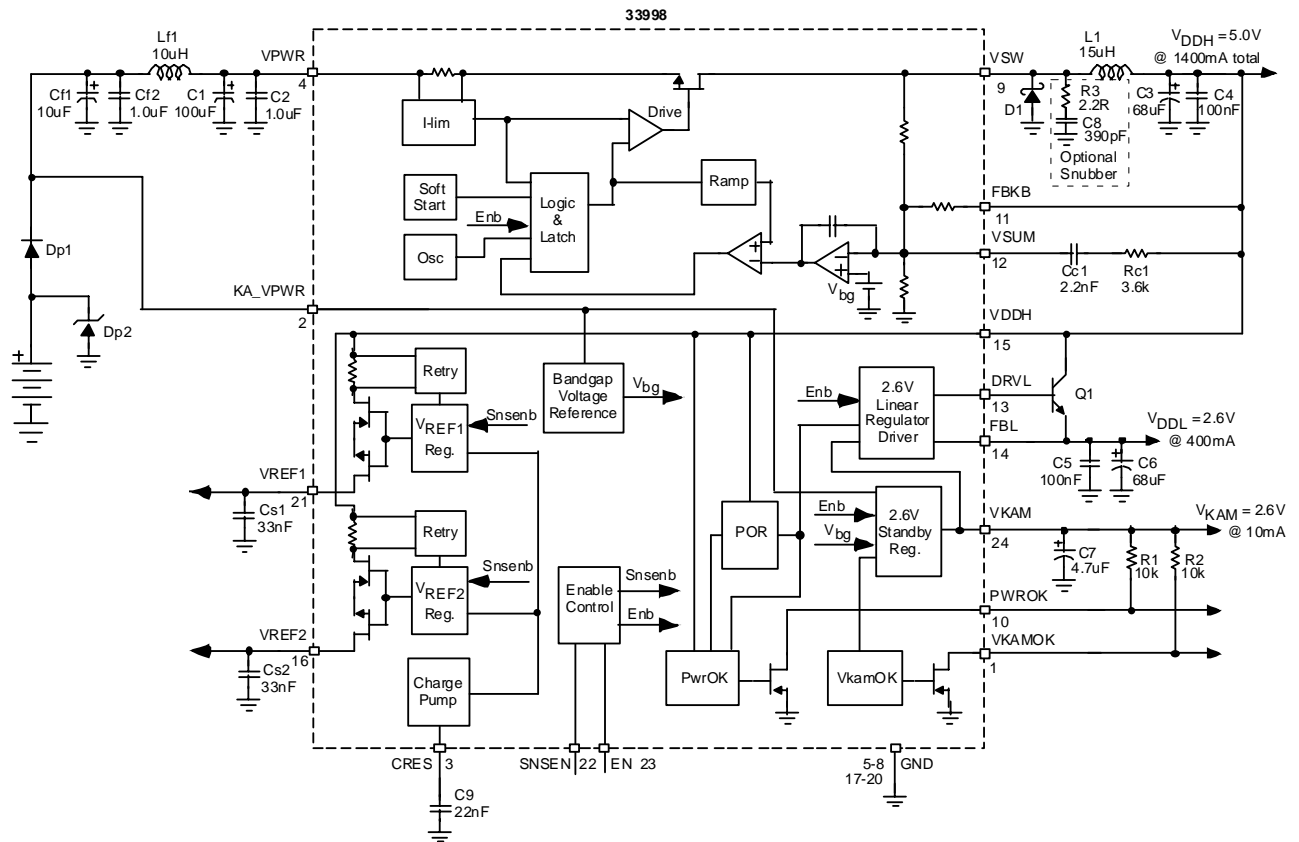 33998
Lf1
10uH
VPWR
4
Cf1
10uF
Cf2
1.0uF
C1
100uF
C2
1.0uF
I-lim
Drive
Soft
Start
Enb
Osc
Logic
&
Latch
Ramp
Vbg
VSW
9
D1
L1
15uH
VDDH = 5.0V
@ 1400mA total
R3
2.2R
C8
390pF
Optional
Snubber
C3
68uF
C4
100nF
FBKB
11
VSUM
12
Cc1
2.2nF
Rc1
3.6k
Dp1
Dp2
KA_VPWR
2
VDDH
15
Retry
VREF1
Reg.
Snsenb
Bandgap
Voltage
Reference
Vbg
Enb
2.6V
Linear
Regulator
Driver
DRVL
13
FBL
14
Q1
VDDL = 2.6V
@ 400mA
C5
100nF
C6
68uF
VREF1
21
Cs1
33nF
Retry
VREF2
Reg.
Snsenb
POR
Enb
Vbg
2.6V
Standby
Reg.
VKAM
24
VKAM = 2.6V
@ 10mA
C7
4.7uF
R1
10k
R2
10k
Enable
Control
Snsenb
Enb
PWROK
10
VKAMOK
1
VREF2
16
Cs2
33nF
Charge
Pump
PwrOK
VkamOK
CRES
3
SNSEN
22
EN
23
5-8
17-20
GND
C9
22nF